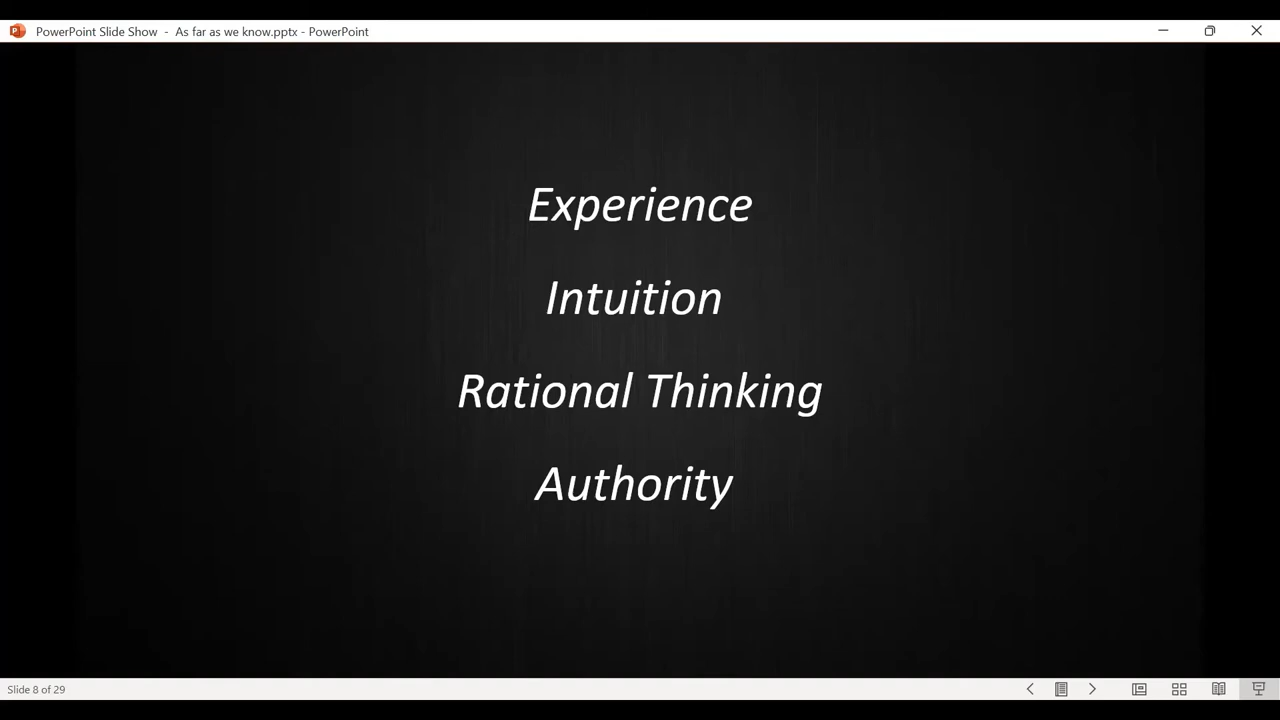 PowerPoint Slide Show - As far as we know.pptx - PowerPoint
Experience
Intuition
Rational Thinking
Authority
Slide 8 of 29